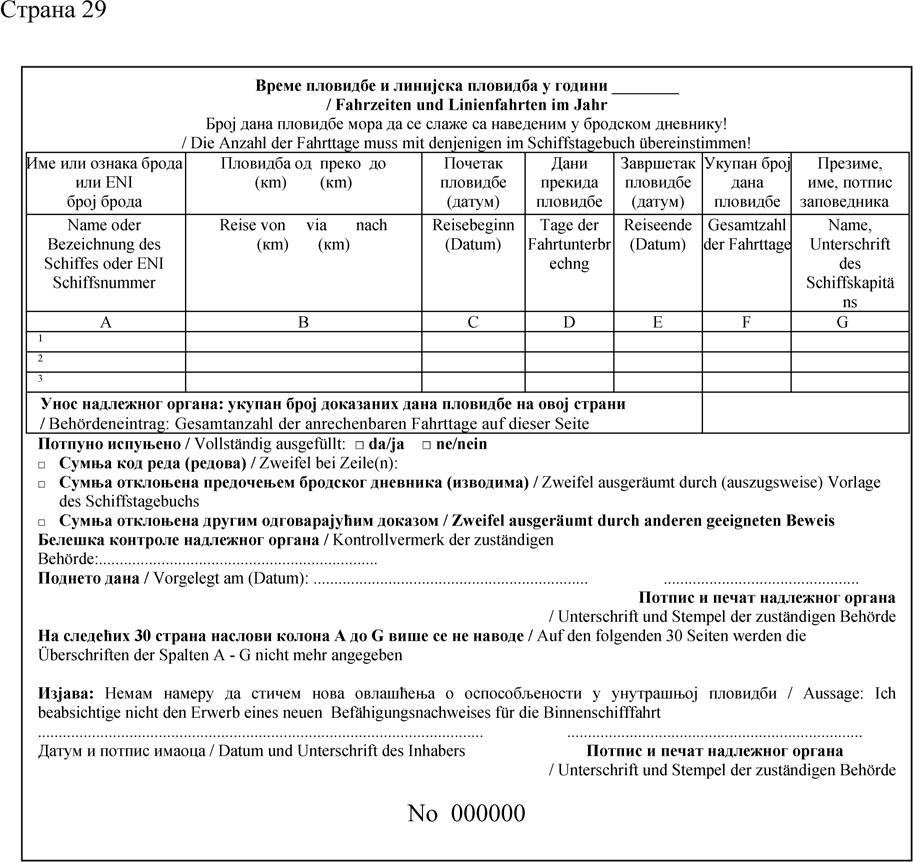 Страна 29
Време пловидбе и линијска пловидба у години ________
/ Fahrzeiten und Linienfahrten im Jahr
Број дана пловидбе мора да се слаже са наведеним у бродском дневнику!
/ Die Anzahl der Fahrttage muss mit denjenigen im Schiffstagebuch übereinstimmen!
Име или ознака брода
или ENI
број брода
Пловидба од преко до
(км) (км)
Почетак
пловидбе
(датум)
Дани
прекида
пловидбе
Завршетак
пловидбе
(датум)
Укупан број
дана
пловидбе
Презиме,
име, потпис
заповедника
Name oder
Bezeichnung des
Schiffes oder ENI
Schiffsnummer
Reise von via nach
(км) (км)
Reisebeginn
(Datum)
Tage der
Fahrtunterbr
echng
Reiseende
(Datum)
Gesamtzahl
der Fahrttage
Name,
Unterschrift
des
Schiffskapitä
ns
A B C D E F G
1
2
3
Унос надлежног органа: укупан број доказаних дана пловидбе на овој страни
/ Behördeneintrag: Gesamtanzahl der anrechenbaren Fahrttage auf dieser Seite
Потпуно испуњено / Vollständig ausgefüllt: □ da/ja □ ne/nein
□ Сумња код реда (редова) / Zweifel bei Zeile(n):
□ Сумња отклоњена предочењем бродског дневника (изводима) / Zweifel ausgeräumt durch (auszugsweise) Vorlage
des Schiffstagebuchs
□ Сумња отклоњена другим одговарајућим доказом / Zweifel ausgeräumt durch anderen geeigneten Beweis
Белешка контроле надлежног органа / Kontrollvermerk der zuständigen
Behörde:...................................................................
Поднето дана / Vorgelegt am (Datum): .................................................................. ...............................................
Потпис и печат надлежног органа
/ Unterschrift und Stempel der zuständigen Behörde
На следећих 30 страна наслови колона A до G више се не наводе / Auf den folgenden 30 Seiten werden die
Überschriften der Spalten A - G nicht mehr angegeben
Изјава: Немам намеру да стичем нова овлашћења о оспособљености у унутрашњој пловидби / Aussage: Ich
beabsichtige nicht den Erwerb eines neuen Befähigungsnachweises für die Binnenschifffahrt
........................................................................................................... .......................................................................
Датум и потпис имаоца / Datum und Unterschrift des Inhabers
Потпис и печат надлежног органа
/ Unterschrift und Stempel der zuständigen Behörde
No 000000